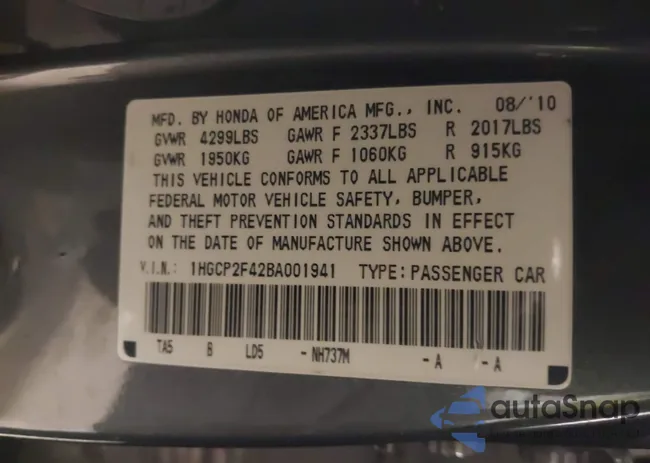 MFD. BY HONDA OF AMERICA MFG., INC. 08/'10
GVWR 4299LBS GAWR F 2337LBS R 2017LBS
GVWR 1950KG GAWR F 1060KG R 915KG
THIS VEHICLE CONFORMS TO ALL APPLICABLE
FEDERAL MOTOR VEHICLE SAFETY, BUMPER,
AND THEFT PREVENTION STANDARDS IN EFFECT
ON THE DATE OF MANUFACTURE SHOWN ABOVE.
V.I.N.: 1HGCP2F42BA001941 TYPE: PASSENGER CAR
TA5 B LD5 - NH737M - A - A
autoSnap